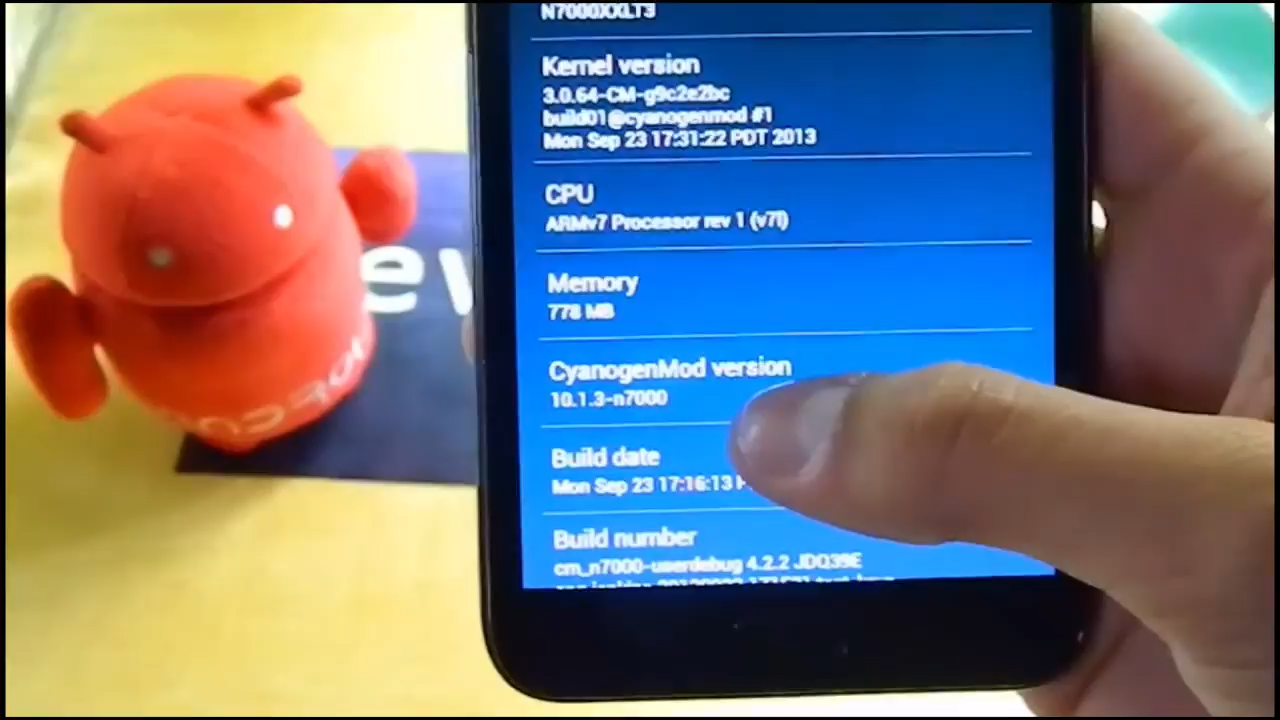 N7000XXLT3
Kernel version
3.0.64-CM-g9c2e2bc
build01@cyanogenmod #1
Mon Sep 23 17:31:22 PDT 2013
CPU
ARMv7 Processor rev 1 (v7l)
Memory
778 MB
CyanogenMod version
10.1.3-n7000
Build date
Mon Sep 23 17:16:13
Build number
cm_n7000-userdebug 4.2.2 JDQ39E
ev